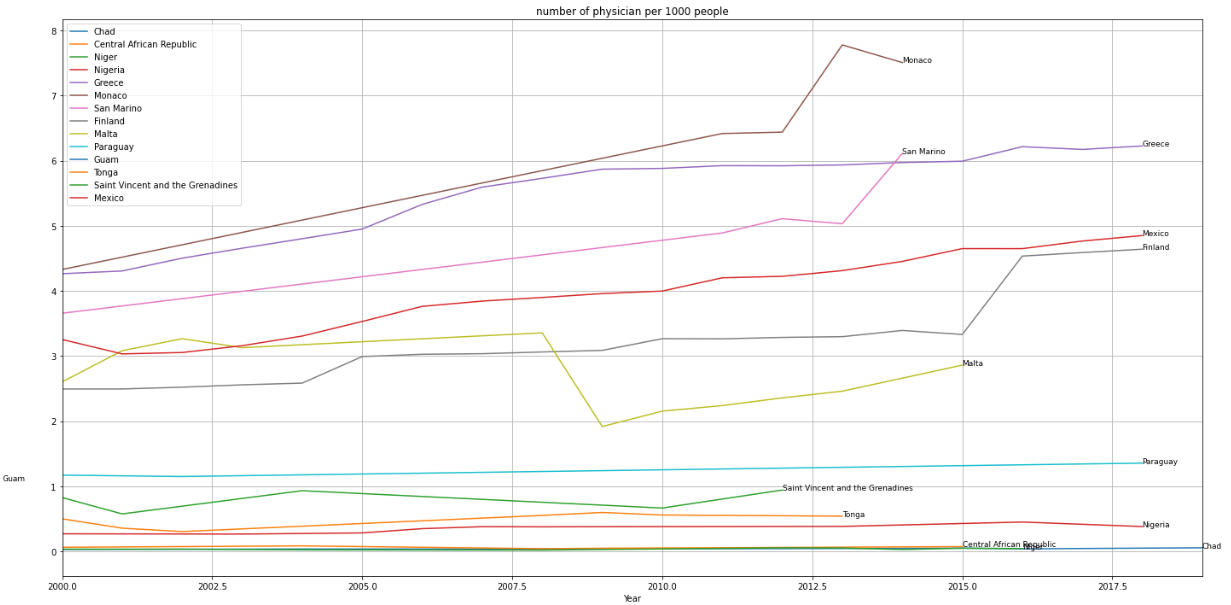 number of physician per 1000 people
8
7
6
5
4
3
2
1
0
Chad
Central African Republic
Niger
Nigeria
Greece
Monaco
San Marino
Finland
Malta
Paraguay
Guam
Tonga
Saint Vincent and the Grenadines
Mexico
Monaco
San Marino
Greece
Mexico
Finland
Malta
Paraguay
Guam
Saint Vincent and the Grenadines
Tonga
Nigeria
Central African Republic
Niger
Chad
2000.0
2002.5
2005.0
2007.5
2010.0
2012.5
2015.0
2017.5
Year